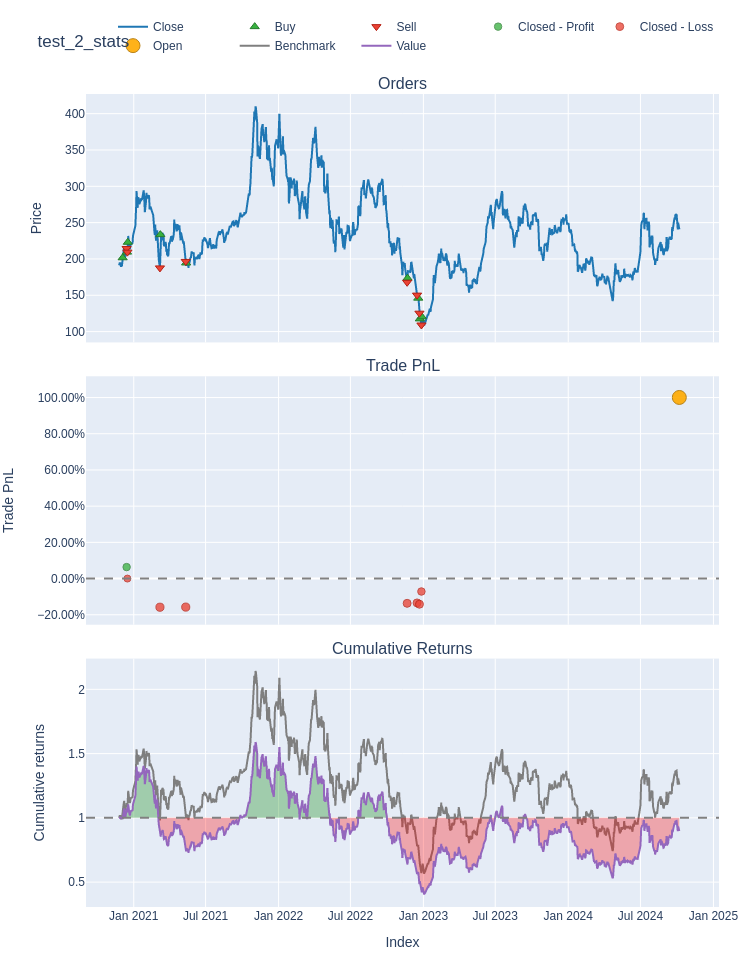 test_2_stats
Close
Buy
Sell
Closed - Profit
Closed - Loss
Open
Benchmark
Value
Orders
Price
400
350
300
250
200
150
100
Trade PnL
Trade PnL
100.00%
80.00%
60.00%
40.00%
20.00%
0.00%
−20.00%
Cumulative Returns
Cumulative returns
2
1.5
1
0.5
Jan 2021 Jul 2021 Jan 2022 Jul 2022 Jan 2023 Jul 2023 Jan 2024 Jul 2024 Jan 2025
Index